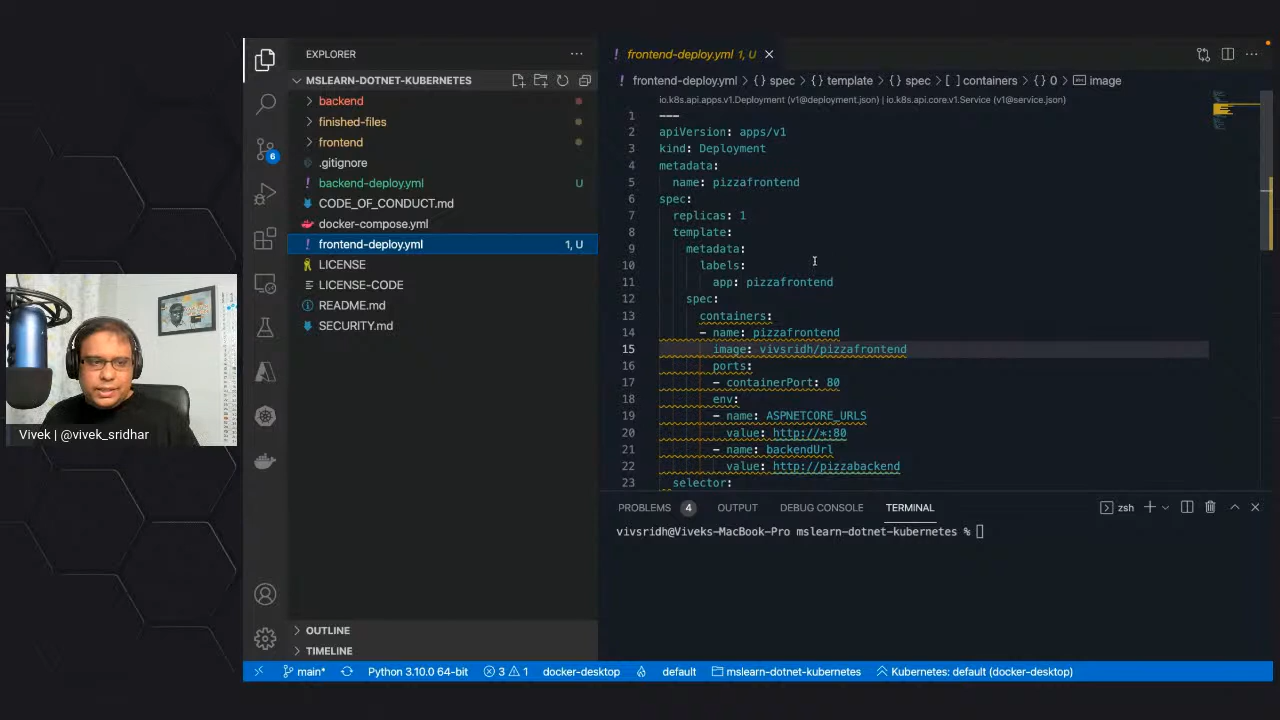 EXPLORER
···
MSLEARN-DOTNET-KUBERNETES
backend
finished-files
frontend
.gitignore
backend-deploy.yml U
CODE_OF_CONDUCT.md
docker-compose.yml
frontend-deploy.yml 1, U
LICENSE
LICENSE-CODE
README.md
SECURITY.md
OUTLINE
TIMELINE
6
Vivek | @vivek_sridhar
frontend-deploy.yml 1, U
frontend-deploy.yml > {} spec > {} template > {} spec > [ ] containers > {} 0 > image
io.k8s.api.apps.v1.Deployment (v1@deployment.json) | io.k8s.api.core.v1.Service (v1@service.json)
1 ---
2 apiVersion: apps/v1
3 kind: Deployment
4 metadata:
5 name: pizzafrontend
6 spec:
7 replicas: 1
8 template:
9 metadata:
10 labels:
11 app: pizzafrontend
12 spec:
13 containers:
14 - name: pizzafrontend
15 image: vivsridh/pizzafrontend
16 ports:
17 - containerPort: 80
18 env:
19 - name: ASPNETCORE_URLS
20 value: http://*:80
21 - name: backendUrl
22 value: http://pizzabackend
23 selector:
PROBLEMS 4 OUTPUT DEBUG CONSOLE TERMINAL zsh
vivsridh@Viveks-MacBook-Pro mslearn-dotnet-kubernetes %
main* Python 3.10.0 64-bit 3 1 docker-desktop default mslearn-dotnet-kubernetes Kubernetes: default (docker-desktop)